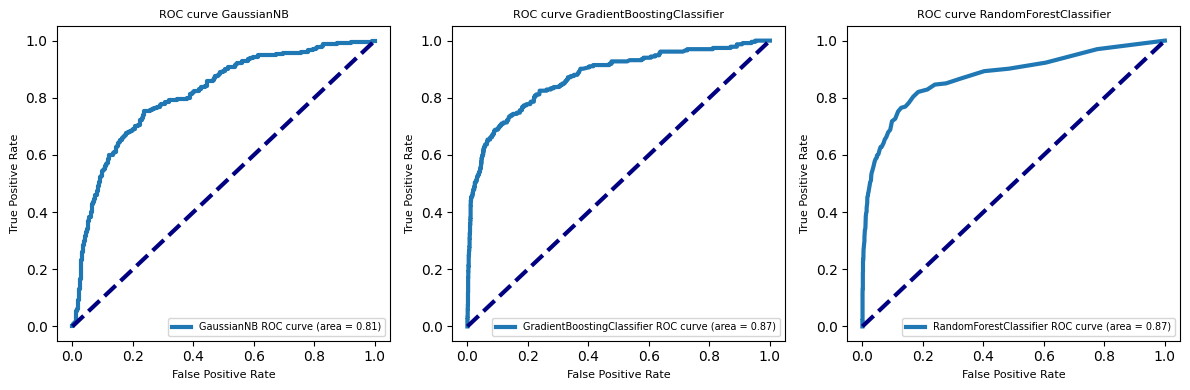 ROC curve GaussianNB
1.0
0.8
0.6
0.4
0.2
0.0
True Positive Rate
GaussianNB ROC curve (area = 0.81)
0.0 0.2 0.4 0.6 0.8 1.0
False Positive Rate
ROC curve GradientBoostingClassifier
1.0
0.8
0.6
0.4
0.2
0.0
True Positive Rate
GradientBoostingClassifier ROC curve (area = 0.87)
0.0 0.2 0.4 0.6 0.8 1.0
False Positive Rate
ROC curve RandomForestClassifier
1.0
0.8
0.6
0.4
0.2
0.0
True Positive Rate
RandomForestClassifier ROC curve (area = 0.87)
0.0 0.2 0.4 0.6 0.8 1.0
False Positive Rate